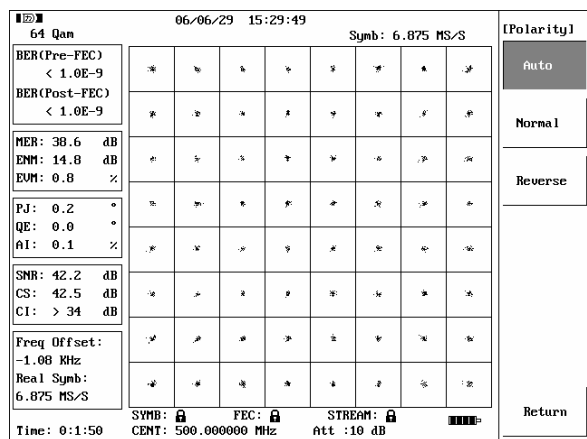 06/06/29 15:29:49
64 Qam
Symb: 6.875 MS/S
BER(Pre-FEC)
< 1.0E-9
BER(Post-FEC)
< 1.0E-9
MER: 38.6 dB
ENM: 14.8 dB
EVM: 0.8 %
PJ: 0.2 °
QE: 0.0 °
AI: 0.1 %
SNR: 42.2 dB
CS: 42.5 dB
CI: > 34 dB
Freq Offset:
-1.08 KHz
Real Symb:
6.875 MS/S
Time: 0:1:50
SYMB: FEC: STREAM:
CENT: 500.000000 MHz Att :10 dB
[Polarity]
Auto
Normal
Reverse
Return